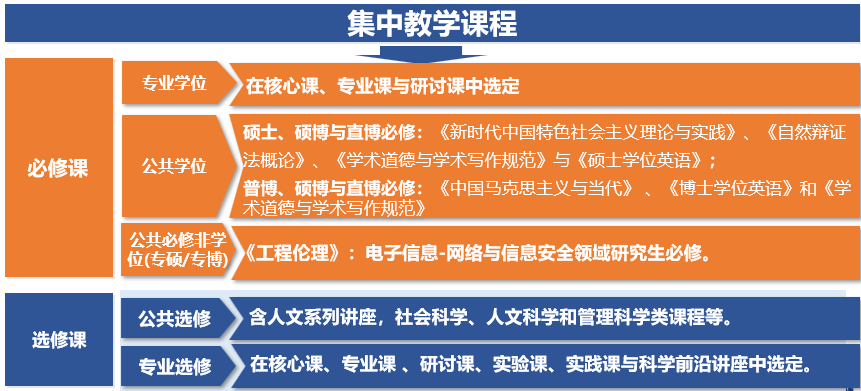 集中教学课程
必修课
专业学位
在核心课、专业课与研讨课中选定
公共学位
硕士、硕博与直博必修：《新时代中国特色社会主义理论与实践》、《自然辩证
法概论》、《学术道德与学术写作规范》与《硕士学位英语》；
普博、硕博与直博必修：《中国马克思主义与当代》 、《博士学位英语》和《学
术道德与学术写作规范》
公共必修非学
位(专硕/专博)
《工程伦理》：电子信息-网络与信息安全领域研究生必修。
选修课
公共选修
含人文系列讲座，社会科学、人文科学和管理科学类课程等。
专业选修
在核心课、专业课 、研讨课、实验课、实践课与科学前沿讲座中选定。